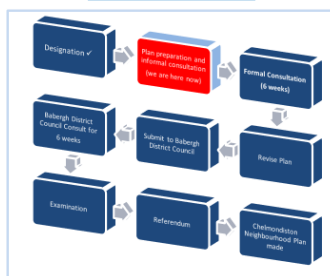 Designation ✓
Plan preparation and
informal consultation
(we are here now)
Formal Consultation
(6 weeks)
Babergh District
Council Consult for
6 weeks
Submit to Babergh
District Council
Revise Plan
Examination
Referendum
Chelmondiston
Neighbourhood Plan
made